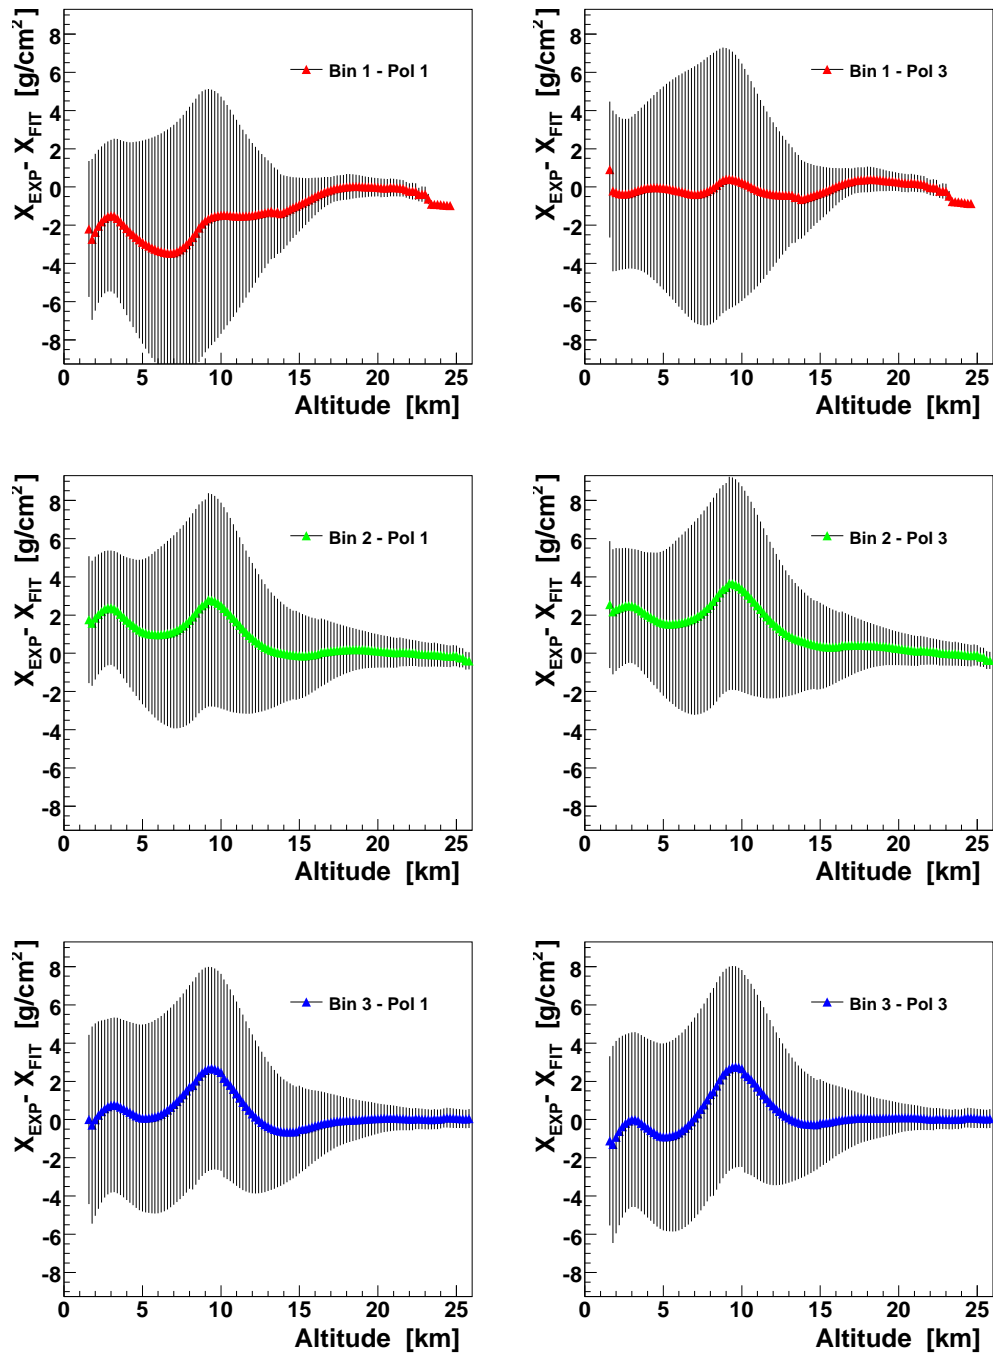 X_EXP - X_FIT [g/cm²]
8
6
4
2
0
-2
-4
-6
-8
Bin 1 - Pol 1
0 5 10 15 20 25
Altitude [km]
X_EXP - X_FIT [g/cm²]
8
6
4
2
0
-2
-4
-6
-8
Bin 1 - Pol 3
0 5 10 15 20 25
Altitude [km]
X_EXP - X_FIT [g/cm²]
8
6
4
2
0
-2
-4
-6
-8
Bin 2 - Pol 1
0 5 10 15 20 25
Altitude [km]
X_EXP - X_FIT [g/cm²]
8
6
4
2
0
-2
-4
-6
-8
Bin 2 - Pol 3
0 5 10 15 20 25
Altitude [km]
X_EXP - X_FIT [g/cm²]
8
6
4
2
0
-2
-4
-6
-8
Bin 3 - Pol 1
0 5 10 15 20 25
Altitude [km]
X_EXP - X_FIT [g/cm²]
8
6
4
2
0
-2
-4
-6
-8
Bin 3 - Pol 3
0 5 10 15 20 25
Altitude [km]